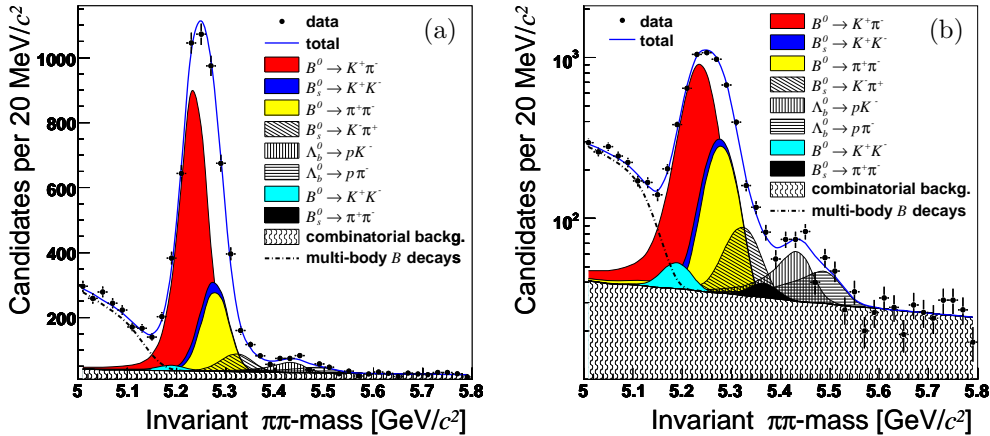 Candidates per 20 MeV/c²
1000
800
600
400
200
5 5.1 5.2 5.3 5.4 5.5 5.6 5.7 5.8
Invariant ππ-mass [GeV/c²]
(a)
data
total
B⁰ → K⁺π⁻
B⁰ₛ → K⁺K⁻
B⁰ → π⁺π⁻
B⁰ₛ → K⁻π⁺
Λ⁰_b → pK⁻
Λ⁰_b → pπ⁻
B⁰ → K⁺K⁻
B⁰ₛ → π⁺π⁻
combinatorial backg.
multi-body B decays
Candidates per 20 MeV/c²
10³
10²
5 5.1 5.2 5.3 5.4 5.5 5.6 5.7 5.8
Invariant ππ-mass [GeV/c²]
(b)
data
total
B⁰ → K⁺π⁻
B⁰ₛ → K⁺K⁻
B⁰ → π⁺π⁻
B⁰ₛ → K⁻π⁺
Λ⁰_b → pK⁻
Λ⁰_b → pπ⁻
B⁰ → K⁺K⁻
B⁰ₛ → π⁺π⁻
combinatorial backg.
multi-body B decays